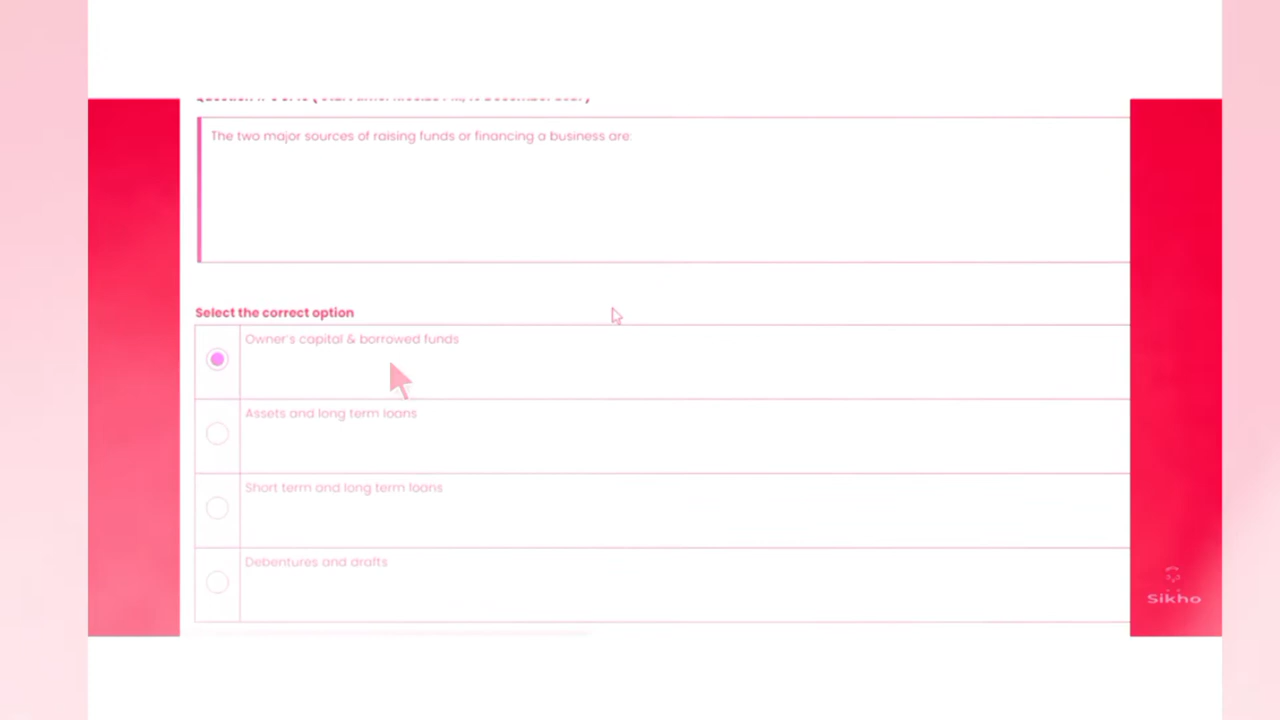 The two major sources of raising funds or financing a business are:
Select the correct option
Owner's capital & borrowed funds
Assets and long term loans
Short term and long term loans
Debentures and drafts
Sikho